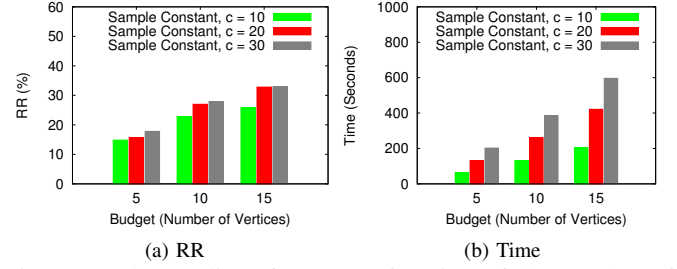 60
50
40
30
20
10
0
RR (%)
Sample Constant, c = 10
Sample Constant, c = 20
Sample Constant, c = 30
5 10 15
Budget (Number of Vertices)
(a) RR
1000
800
600
400
200
0
Time (Seconds)
Sample Constant, c = 10
Sample Constant, c = 20
Sample Constant, c = 30
5 10 15
Budget (Number of Vertices)
(b) Time